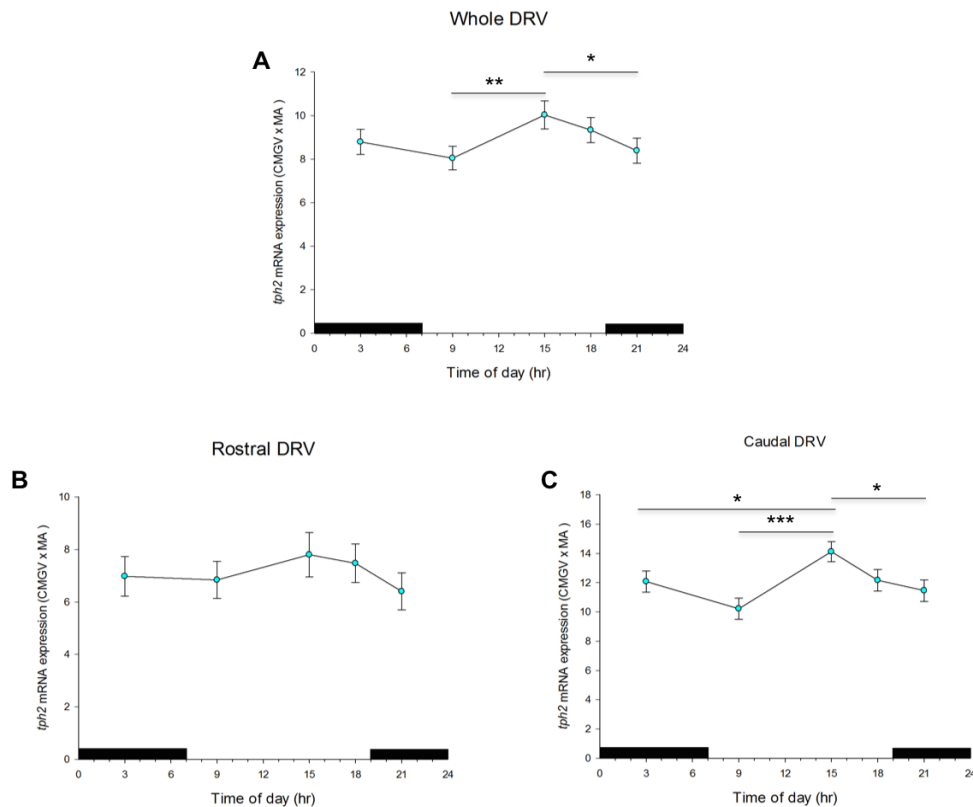 Whole DRV
A
*
**
12
10
8
6
4
2
0
0 3 6 9 12 15 18 21 24
tph2 mRNA expression (CMGV x MA )
Time of day (hr)
Rostral DRV
B
10
8
6
4
2
0
0 3 6 9 12 15 18 21 24
tph2 mRNA expression (CMGV x MA )
Time of day (hr)
Caudal DRV
C
*
*
***
18
16
14
12
10
8
6
4
2
0
0 3 6 9 12 15 18 21 24
tph2 mRNA expression (CMGV x MA )
Time of day (hr)